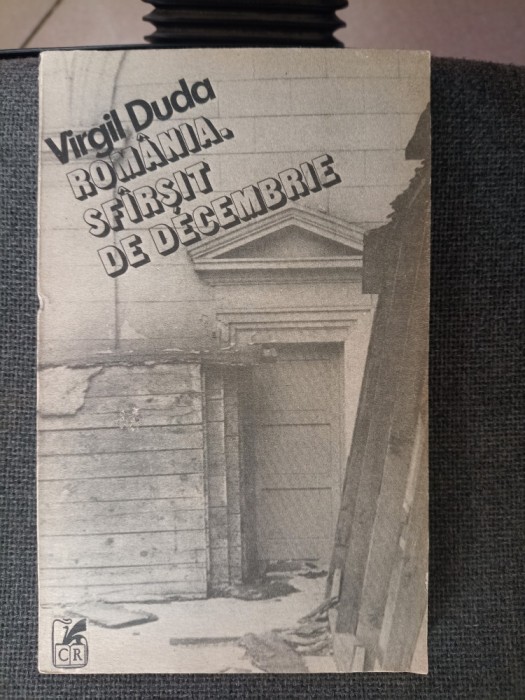 Virgil Duda
ROMÂNIA.
SFÎRȘIT
DE DECEMBRIE
CR